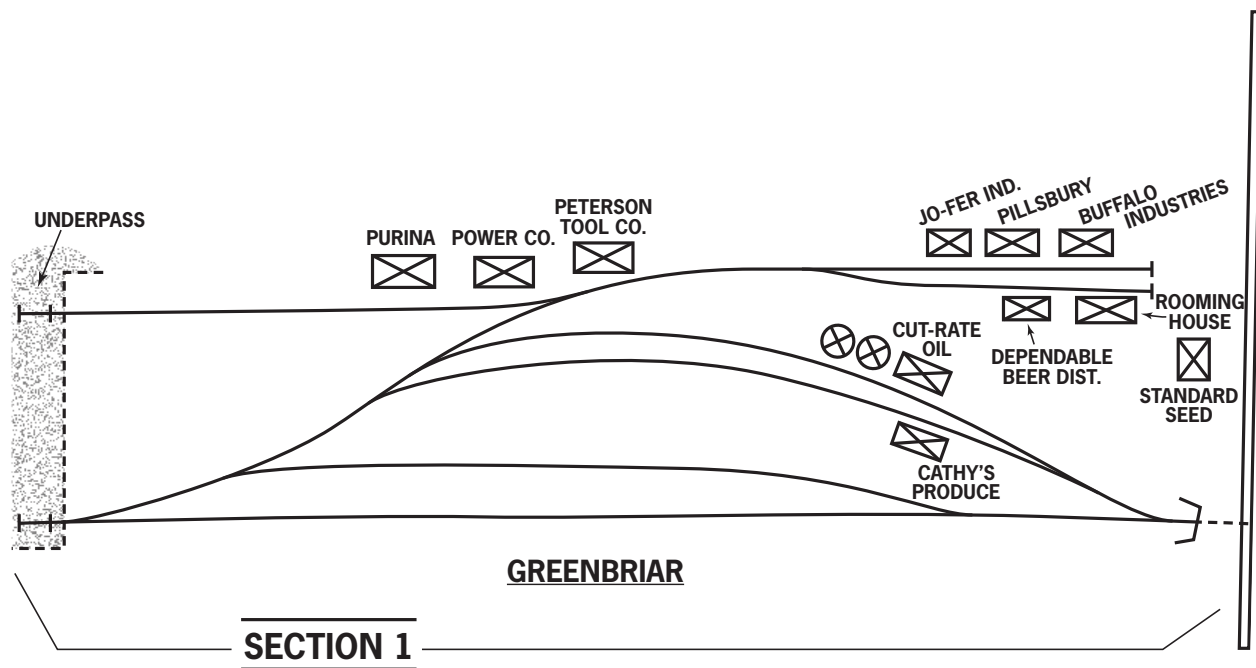 UNDERPASS
PURINA
POWER CO.
PETERSON
TOOL CO.
JO-FER IND.
PILLSBURY
BUFFALO
INDUSTRIES
ROOMING
HOUSE
CUT-RATE
OIL
DEPENDABLE
BEER DIST.
STANDARD
SEED
CATHY'S
PRODUCE
GREENBRIAR
SECTION 1